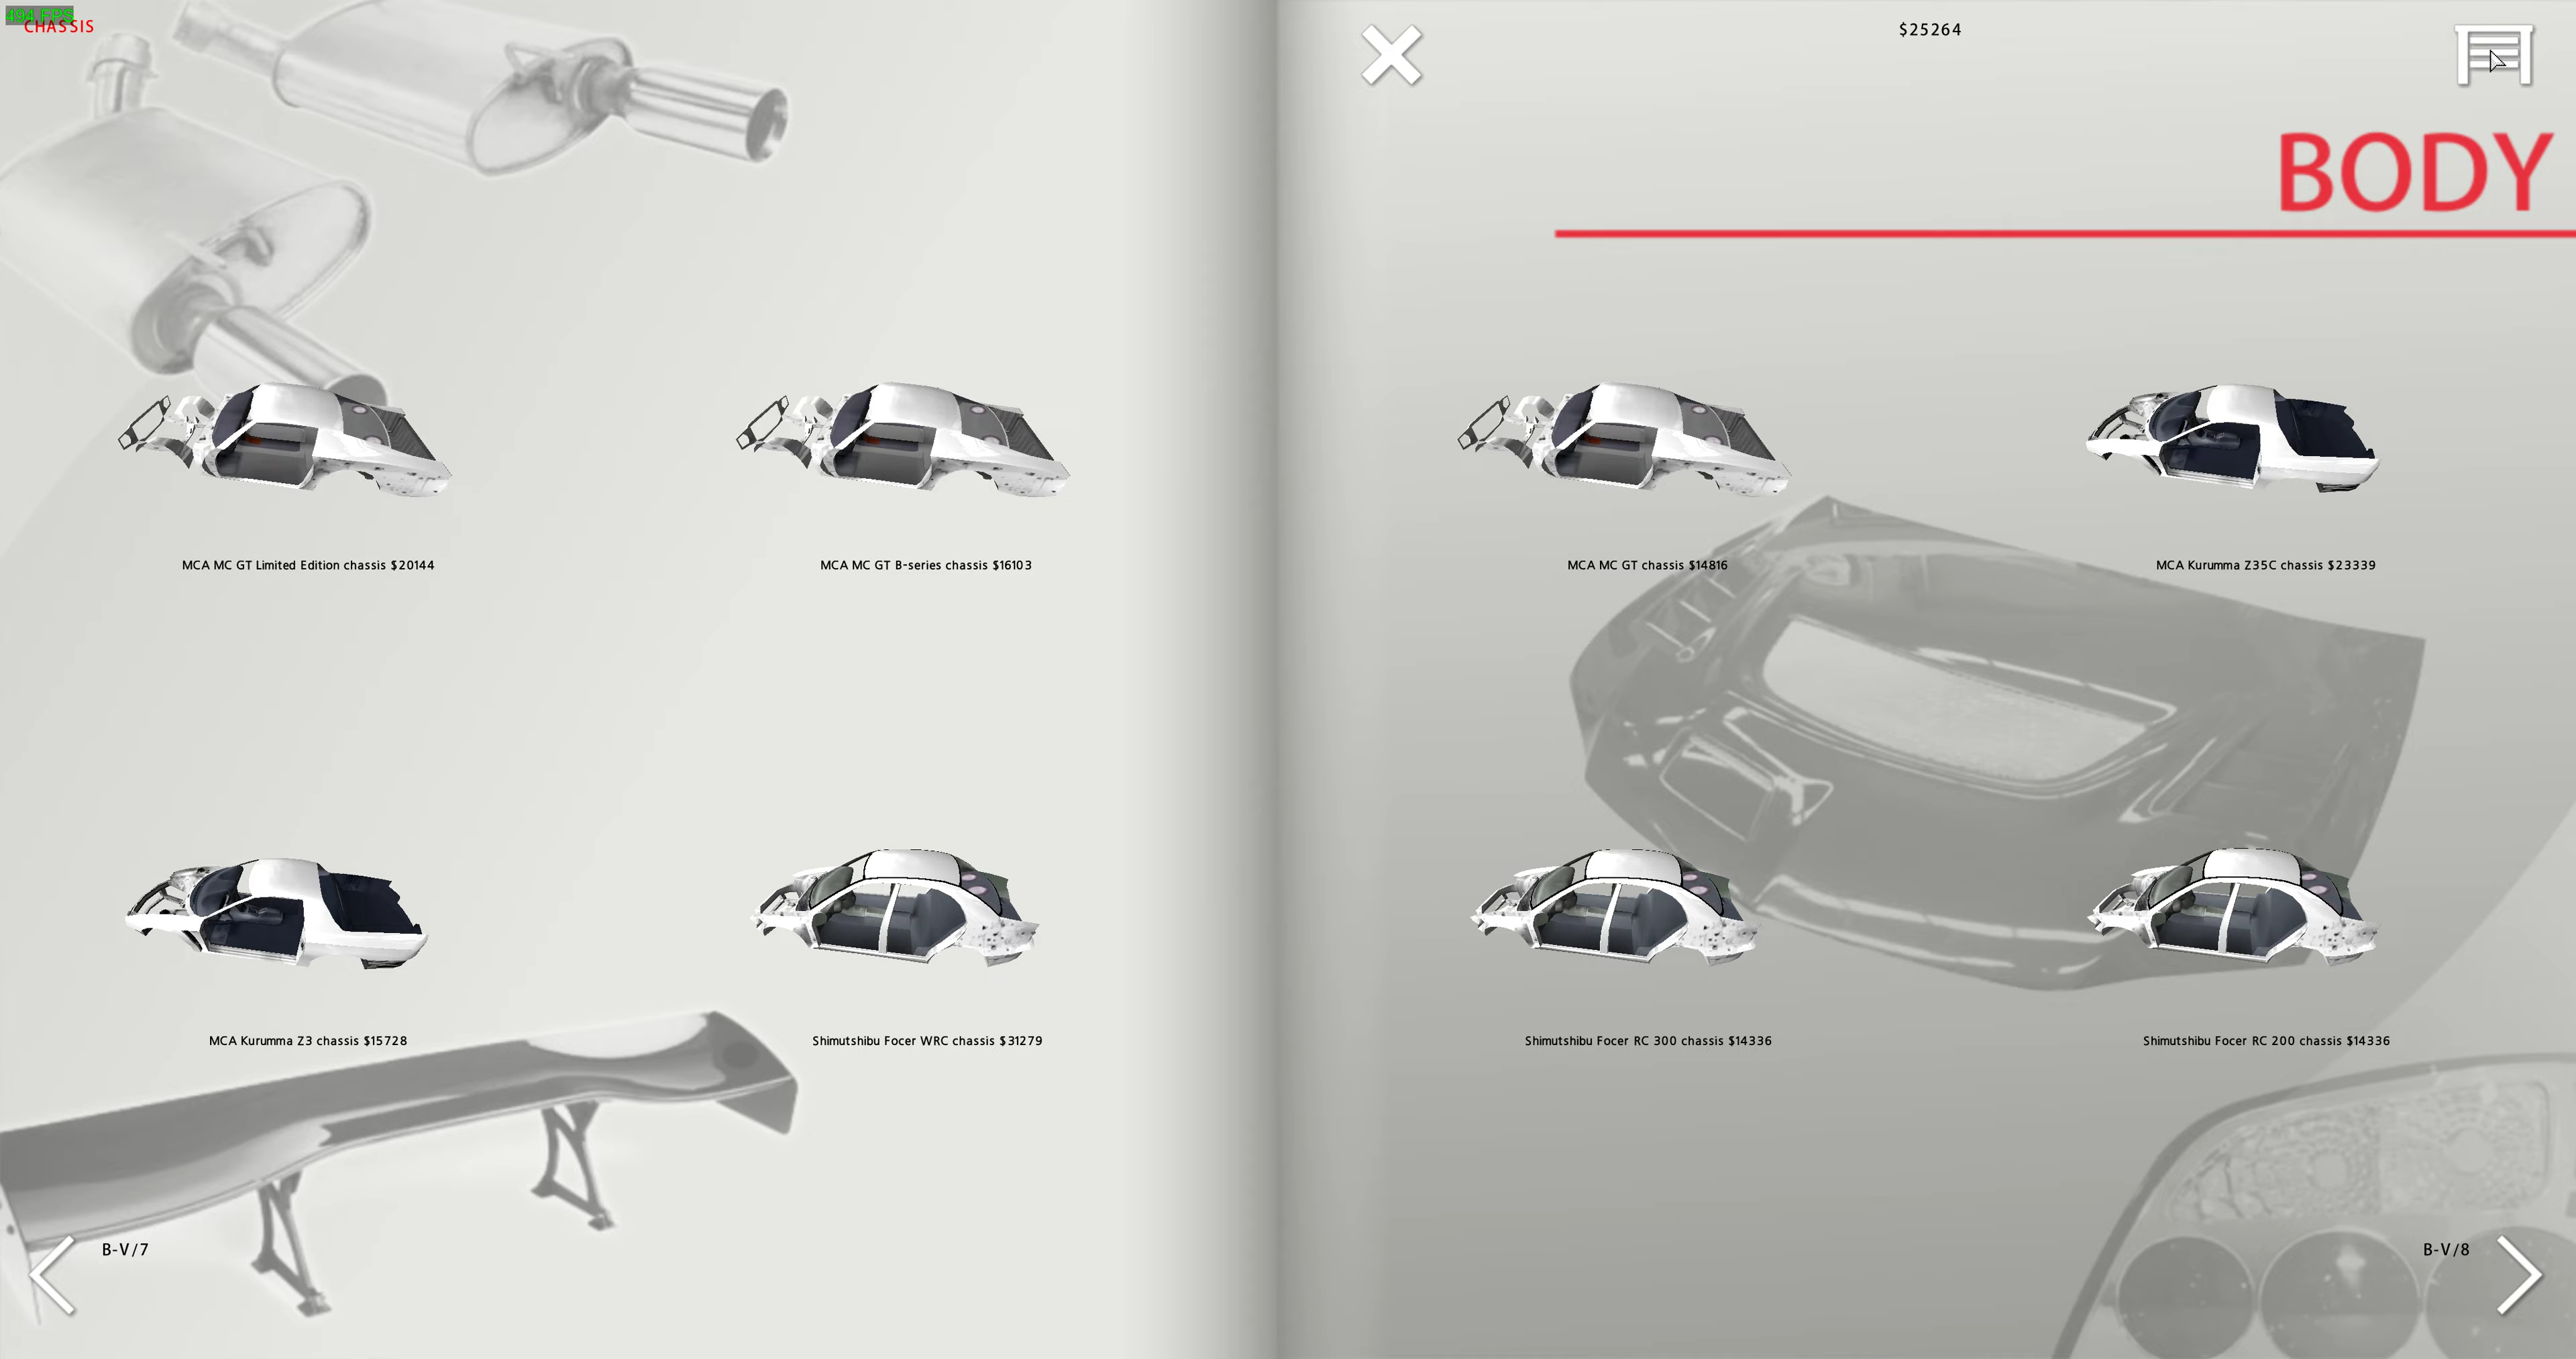 494 FPS
CHASSIS
$25264
BODY
MCA MC GT Limited Edition chassis $20144
MCA MC GT B-series chassis $16103
MCA MC GT chassis $14816
MCA Kurumma Z35C chassis $23339
MCA Kurumma Z3 chassis $15728
Shimutshibu Focer WRC chassis $31279
Shimutshibu Focer RC 300 chassis $14336
Shimutshibu Focer RC 200 chassis $14336
B-V/7
B-V/8